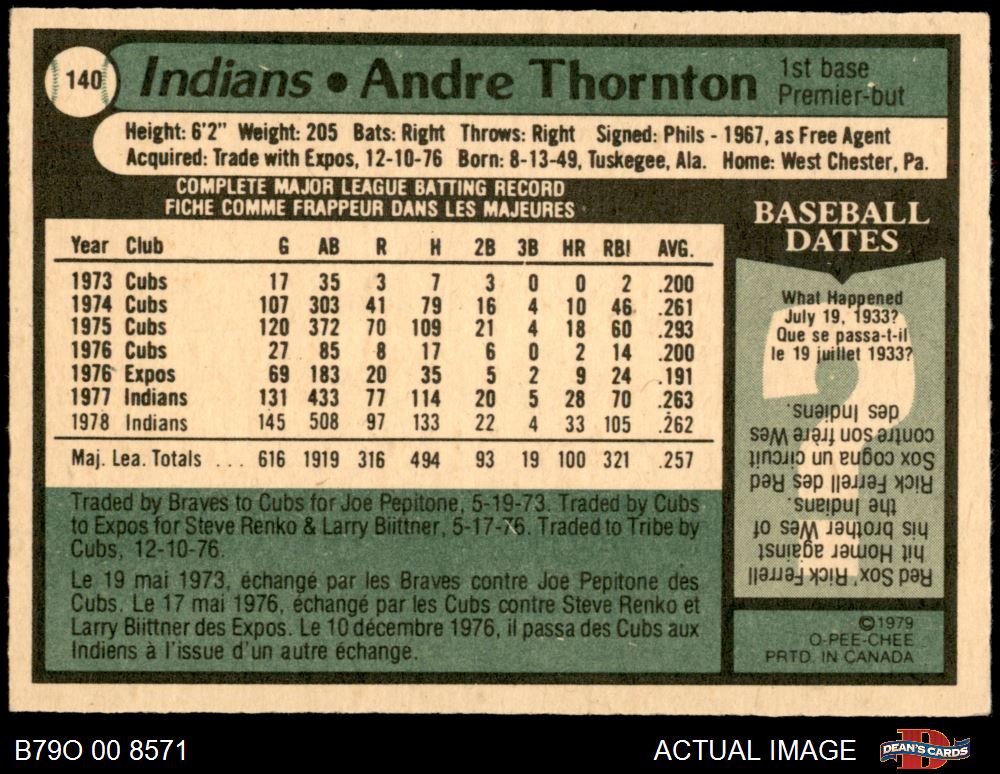 140
Indians • Andre Thornton
1st base
Premier-but
Height: 6'2" Weight: 205 Bats: Right Throws: Right Signed: Phils - 1967, as Free Agent
Acquired: Trade with Expos, 12-10-76 Born: 8-13-49, Tuskegee, Ala. Home: West Chester, Pa.
COMPLETE MAJOR LEAGUE BATTING RECORD
FICHE COMME FRAPPEUR DANS LES MAJEURES
Year Club G AB R H 2B 3B HR RBI AVG.
1973 Cubs 17 35 3 7 3 0 0 2 .200
1974 Cubs 107 303 41 79 16 4 10 46 .261
1975 Cubs 120 372 70 109 21 4 18 60 .293
1976 Cubs 27 85 8 17 6 0 2 14 .200
1976 Expos 69 183 20 35 5 2 9 24 .191
1977 Indians 131 433 77 114 20 5 28 70 .263
1978 Indians 145 508 97 133 22 4 33 105 .262
Maj. Lea. Totals ... 616 1919 316 494 93 19 100 321 .257
Traded by Braves to Cubs for Joe Pepitone, 5-19-73. Traded by Cubs
to Expos for Steve Renko & Larry Biittner, 5-17-76. Traded to Tribe by
Cubs, 12-10-76.
Le 19 mai 1973, échangé par les Braves contre Joe Pepitone des
Cubs. Le 17 mai 1976, échangé par les Cubs contre Steve Renko et
Larry Biittner des Expos. Le 10 décembre 1976, il passa des Cubs aux
Indiens à l'issue d'un autre échange.
BASEBALL
DATES
What Happened
July 19, 1933?
Que se passa-t-il
le 19 juillet 1933?
Red Sox' Rick Ferrell
hit Homer against
his brother Wes of
the Indians.
Rick Ferrell des Red
Sox cogna un circuit
contre son frère Wes
des Indiens.
©1979
O-PEE-CHEE
PRTD. IN CANADA
B79O 00 8571
ACTUAL IMAGE
DEAN'S CARDS